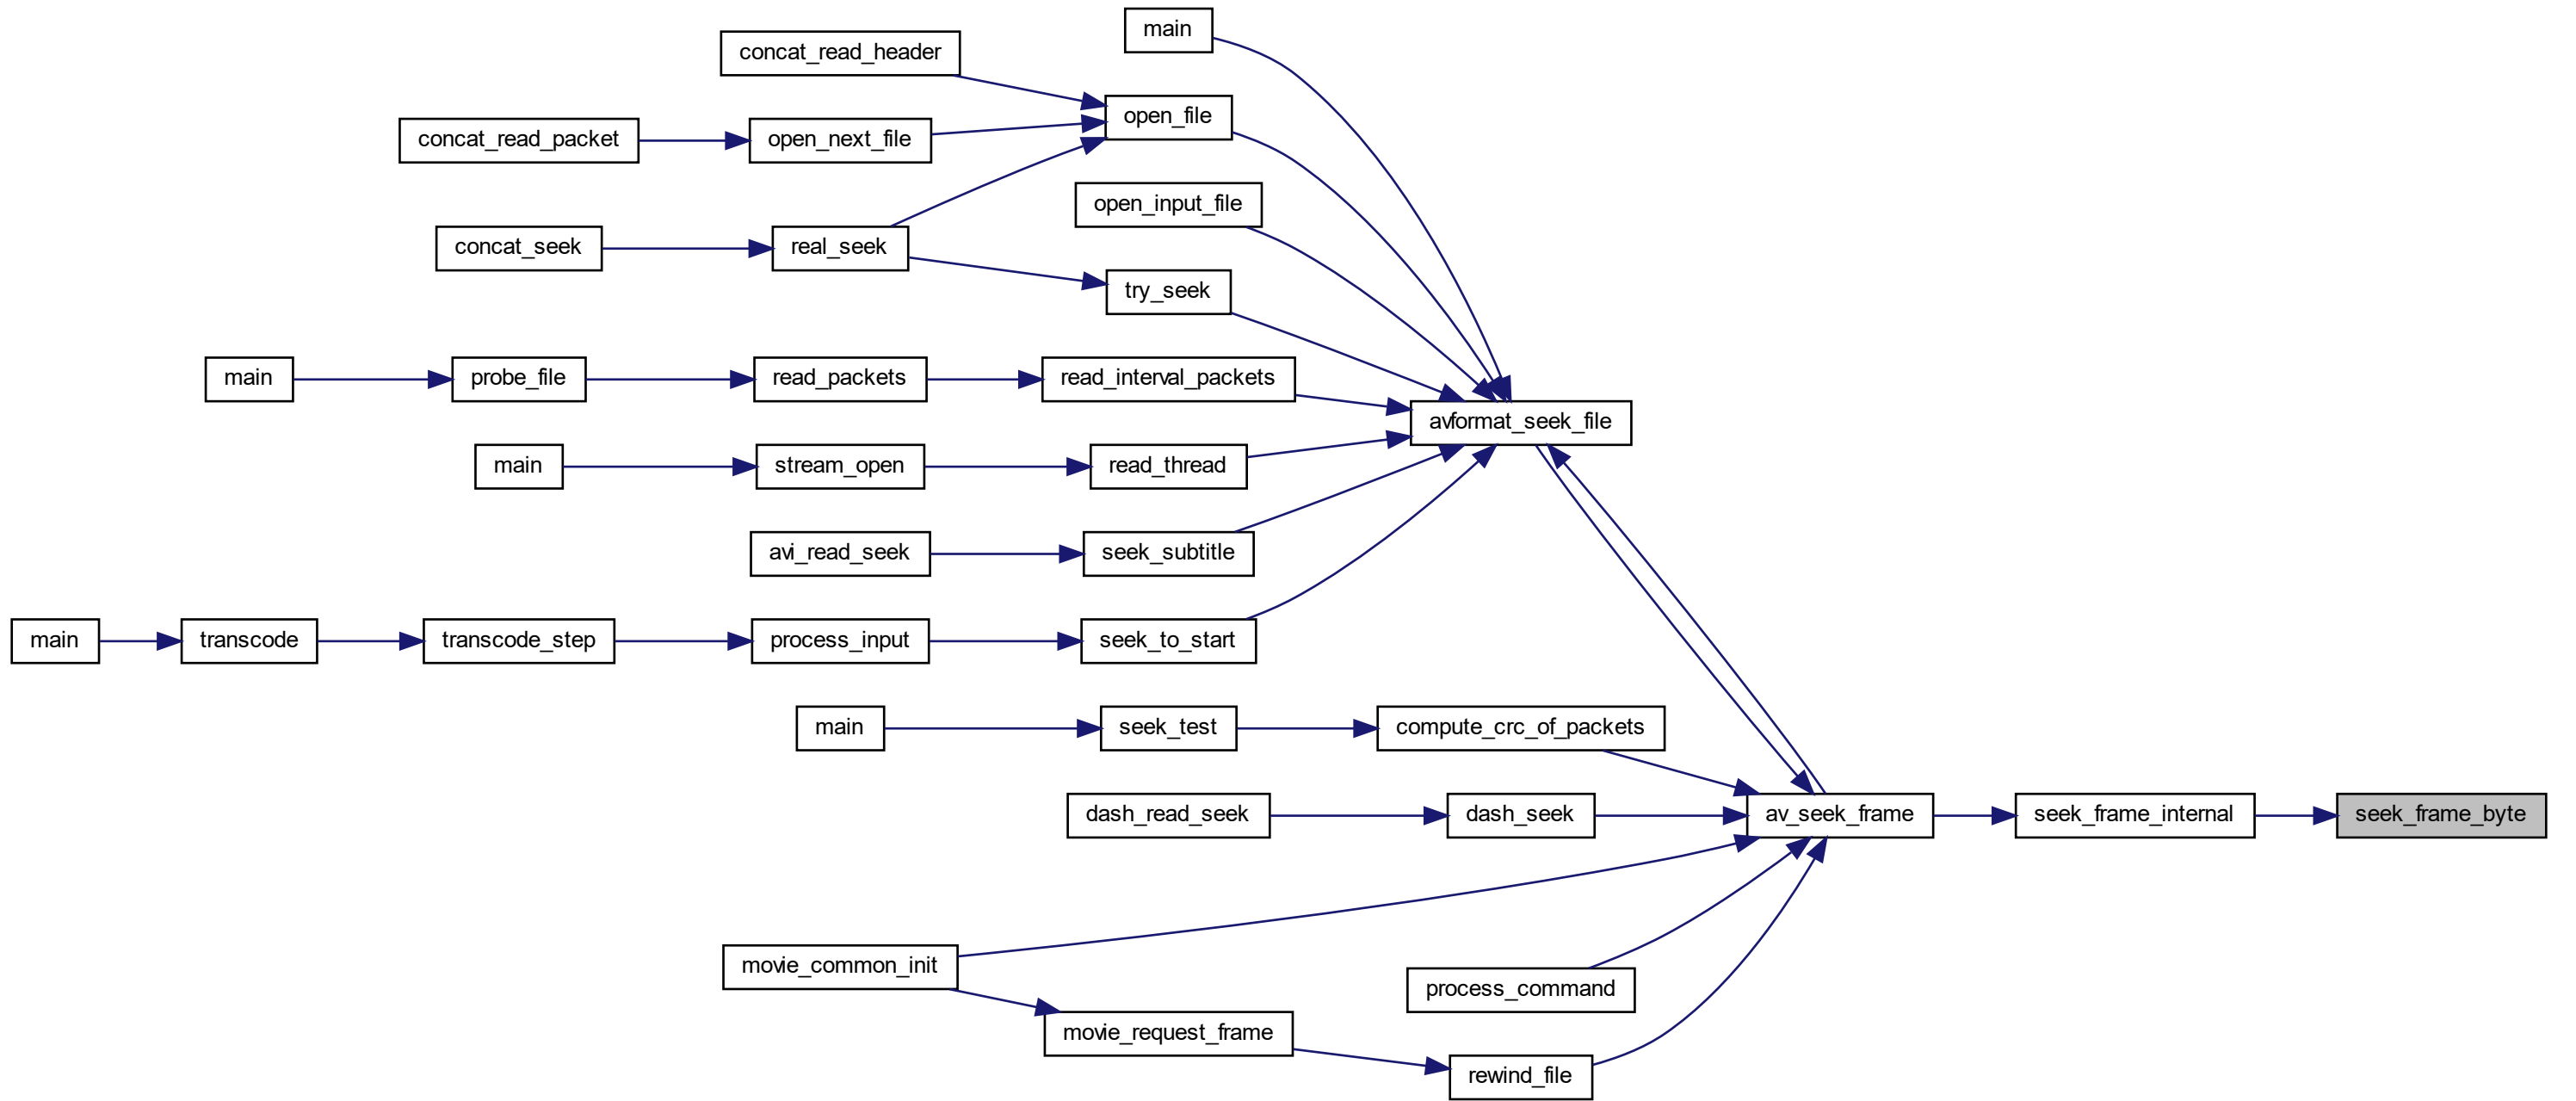 main
concat_read_header
open_file
concat_read_packet
open_next_file
open_input_file
concat_seek
real_seek
try_seek
main
probe_file
read_packets
read_interval_packets
avformat_seek_file
main
stream_open
read_thread
avi_read_seek
seek_subtitle
main
transcode
transcode_step
process_input
seek_to_start
main
seek_test
compute_crc_of_packets
dash_read_seek
dash_seek
av_seek_frame
seek_frame_internal
seek_frame_byte
movie_common_init
process_command
movie_request_frame
rewind_file